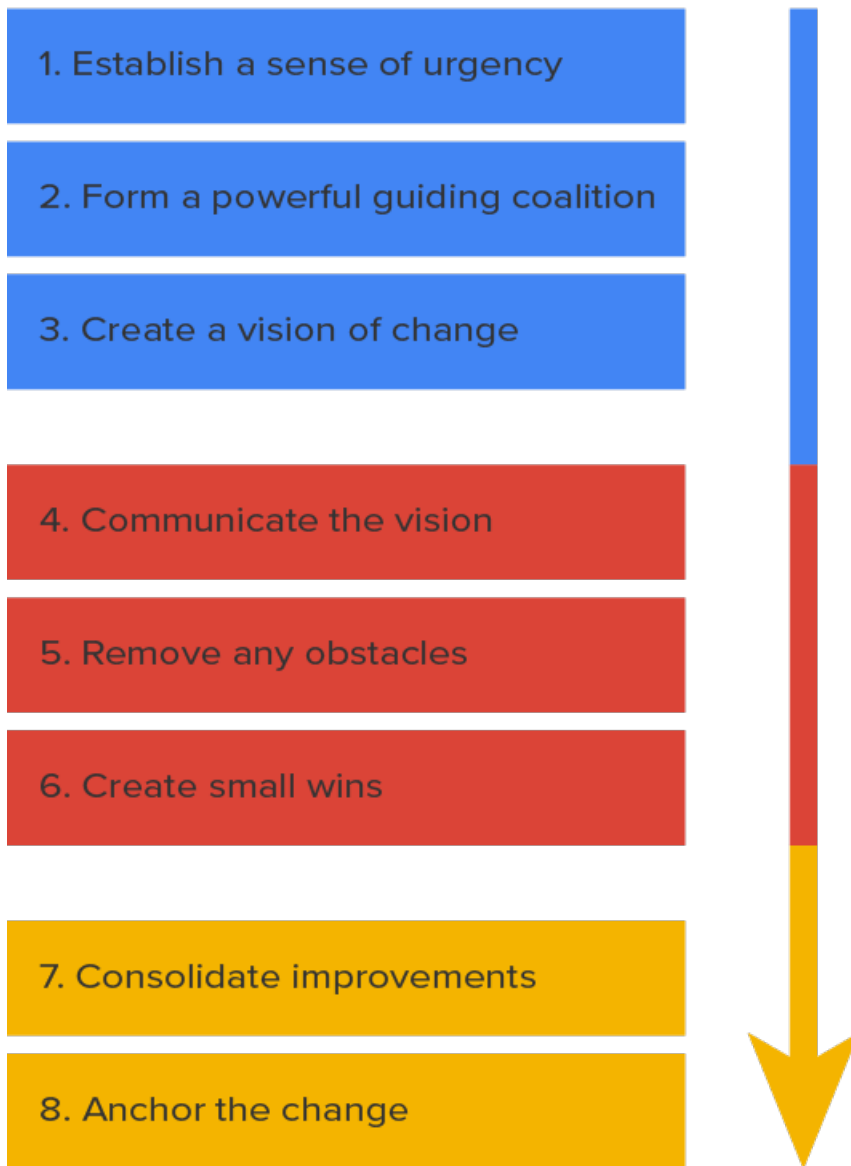 1. Establish a sense of urgency
2. Form a powerful guiding coalition
3. Create a vision of change
4. Communicate the vision
5. Remove any obstacles
6. Create small wins
7. Consolidate improvements
8. Anchor the change